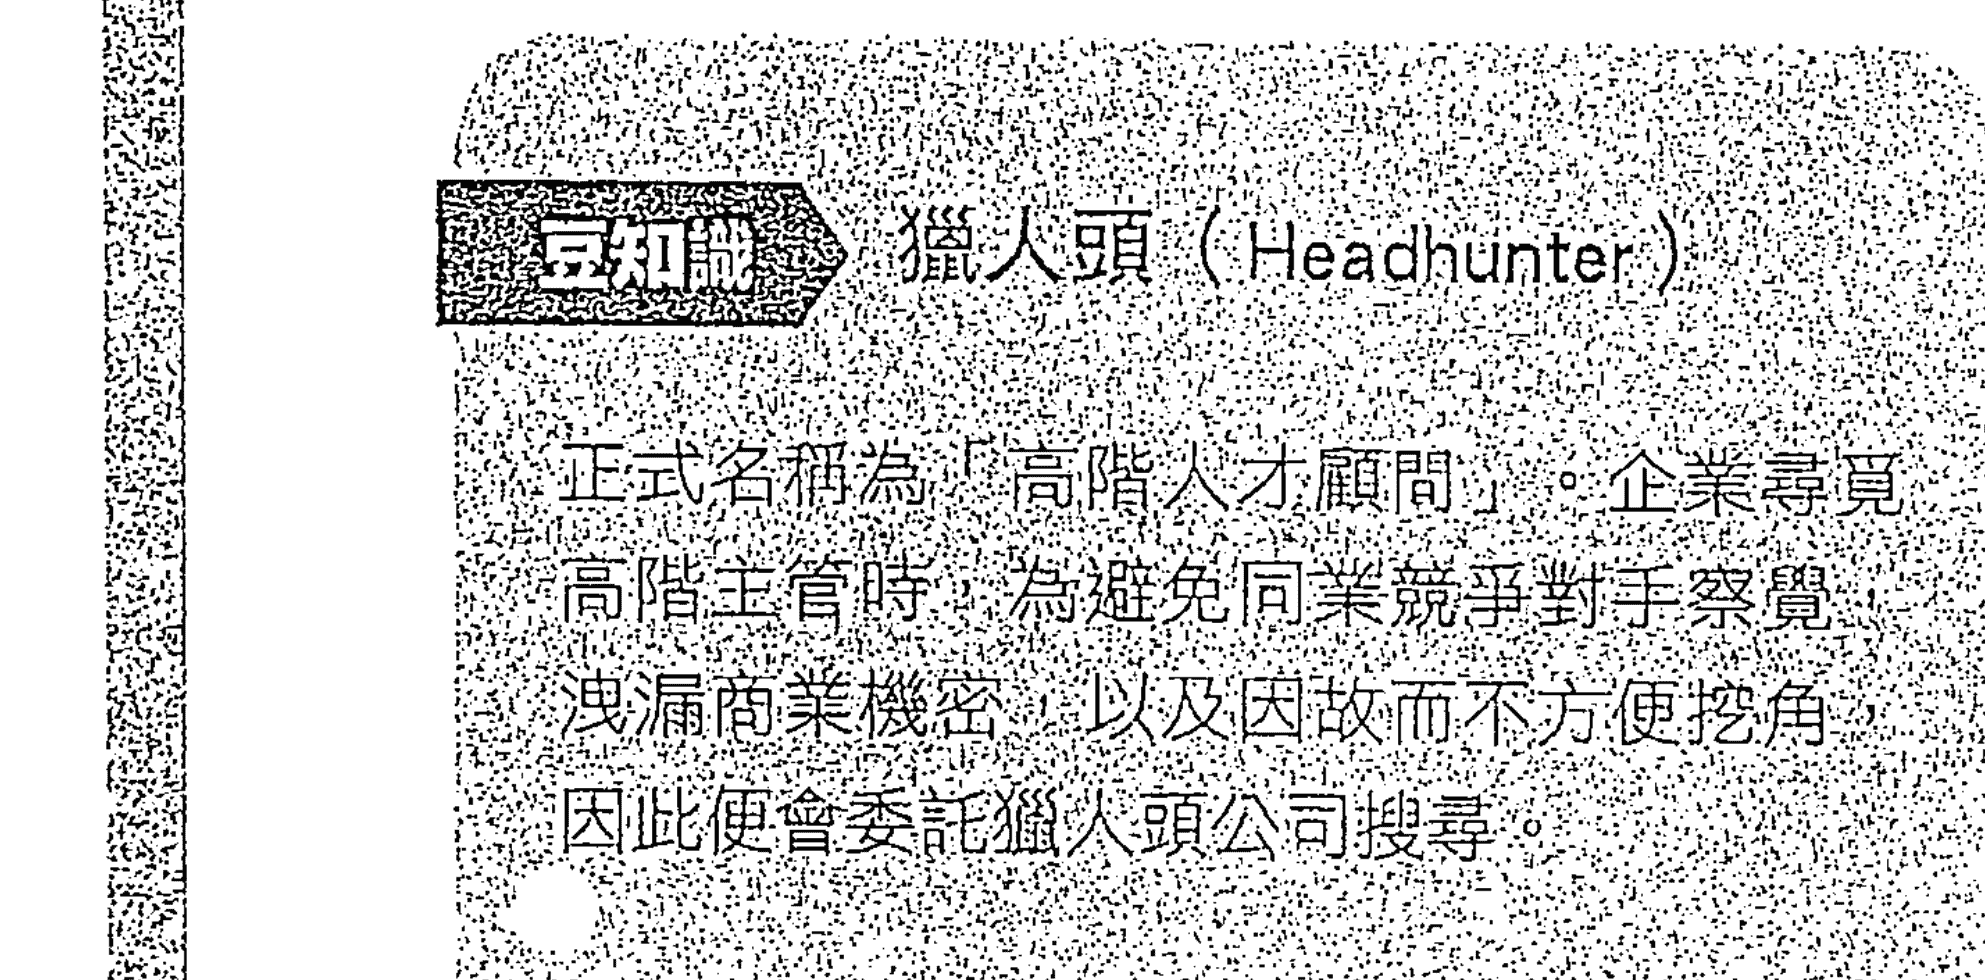 豆知識 獵人頭（Headhunter）
正式名稱為「高階人才顧問」。企業尋覓
高階主管時，為避免同業競爭對手察覺，
洩漏商業機密，以及因故而不方便挖角，
因此便會委託獵人頭公司搜尋。